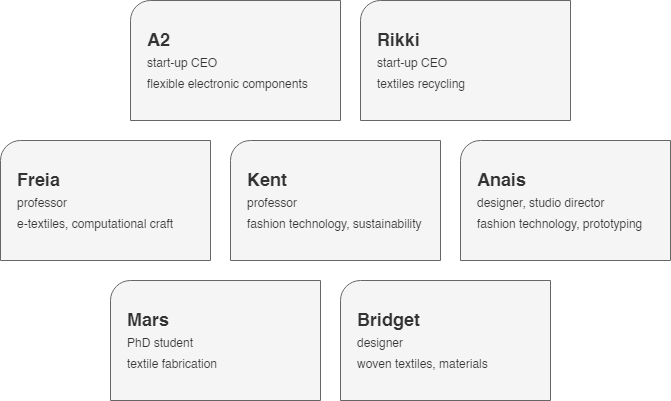 A2
start-up CEO
flexible electronic components
Rikki
start-up CEO
textiles recycling
Freia
professor
e-textiles, computational craft
Kent
professor
fashion technology, sustainability
Anais
designer, studio director
fashion technology, prototyping
Mars
PhD student
textile fabrication
Bridget
designer
woven textiles, materials